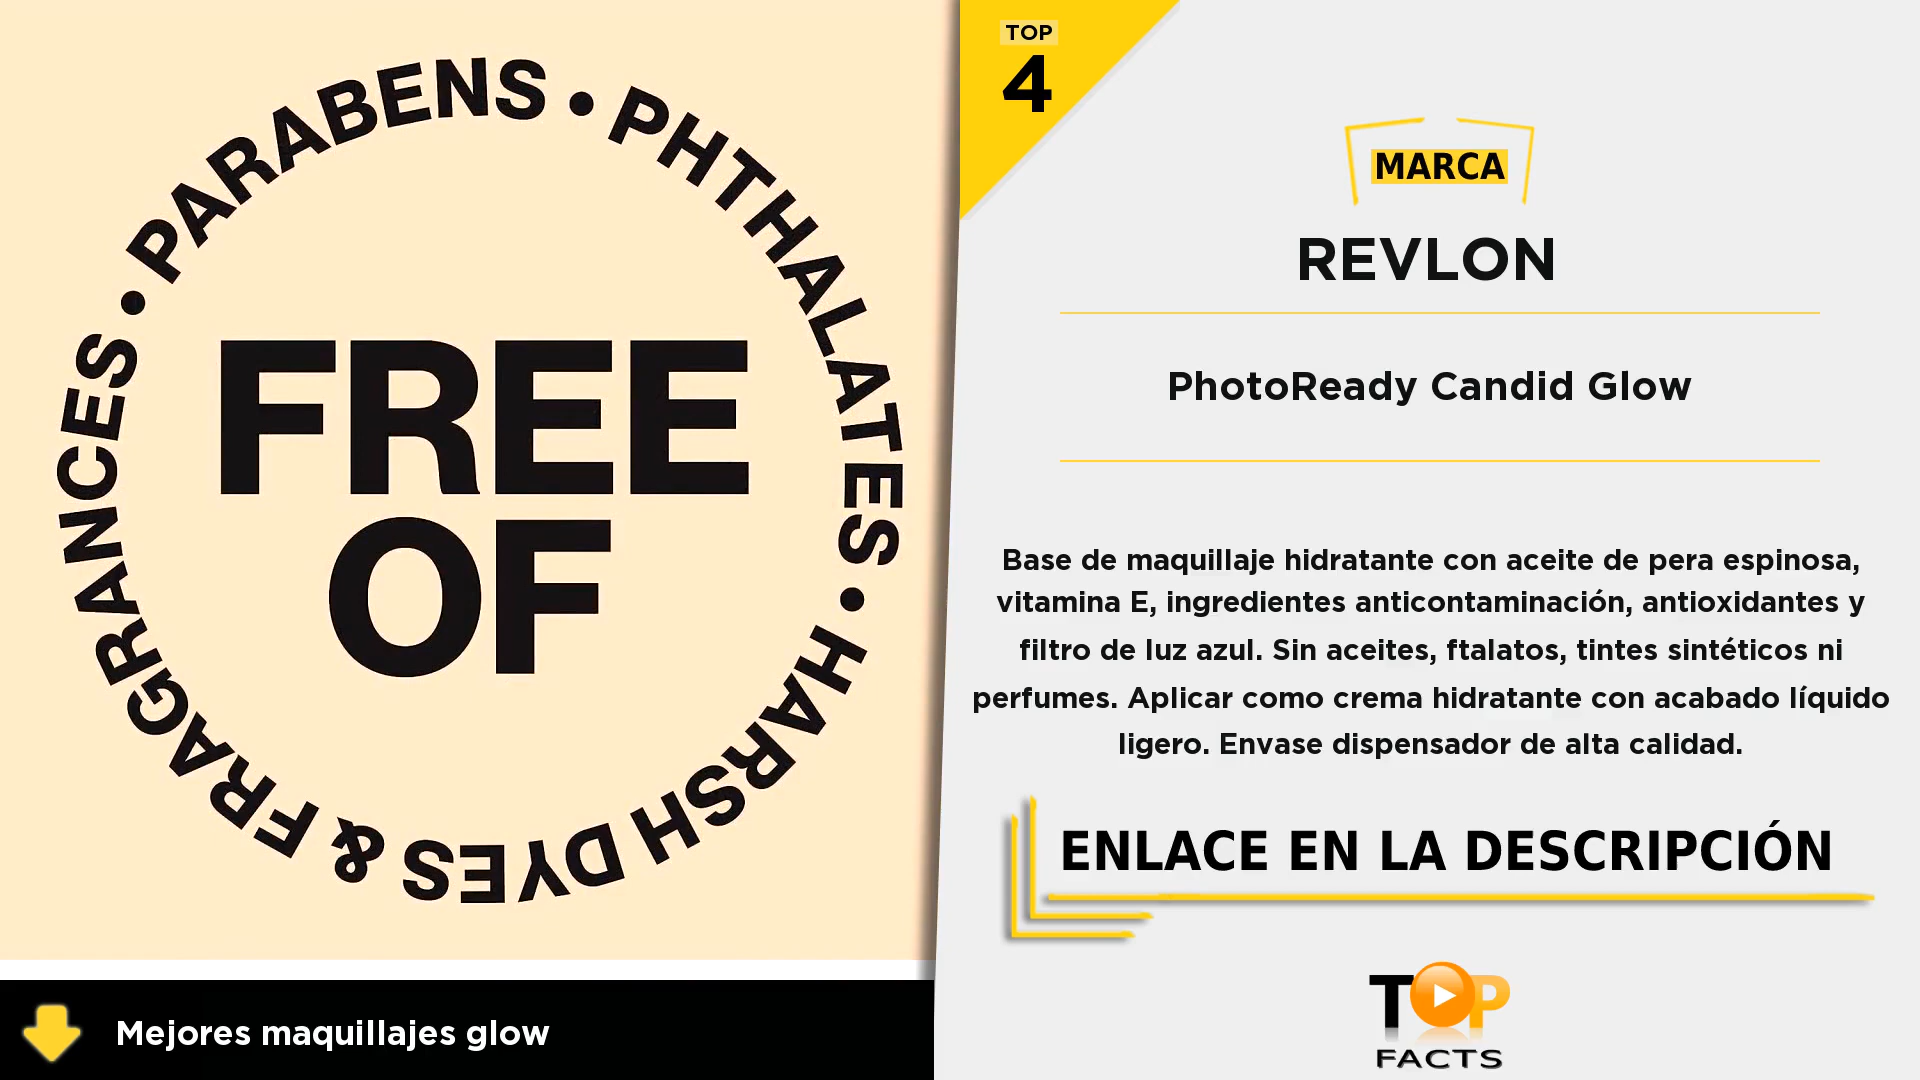 PARABENS • PHTHALATES • HARSH DYES & FRAGRANCES •
FREE
OF
TOP
4
MARCA
REVLON
PhotoReady Candid Glow
Base de maquillaje hidratante con aceite de pera espinosa,
vitamina E, ingredientes anticontaminación, antioxidantes y
filtro de luz azul. Sin aceites, ftalatos, tintes sintéticos ni
perfumes. Aplicar como crema hidratante con acabado líquido
ligero. Envase dispensador de alta calidad.
ENLACE EN LA DESCRIPCIÓN
Mejores maquillajes glow
TOP
FACTS